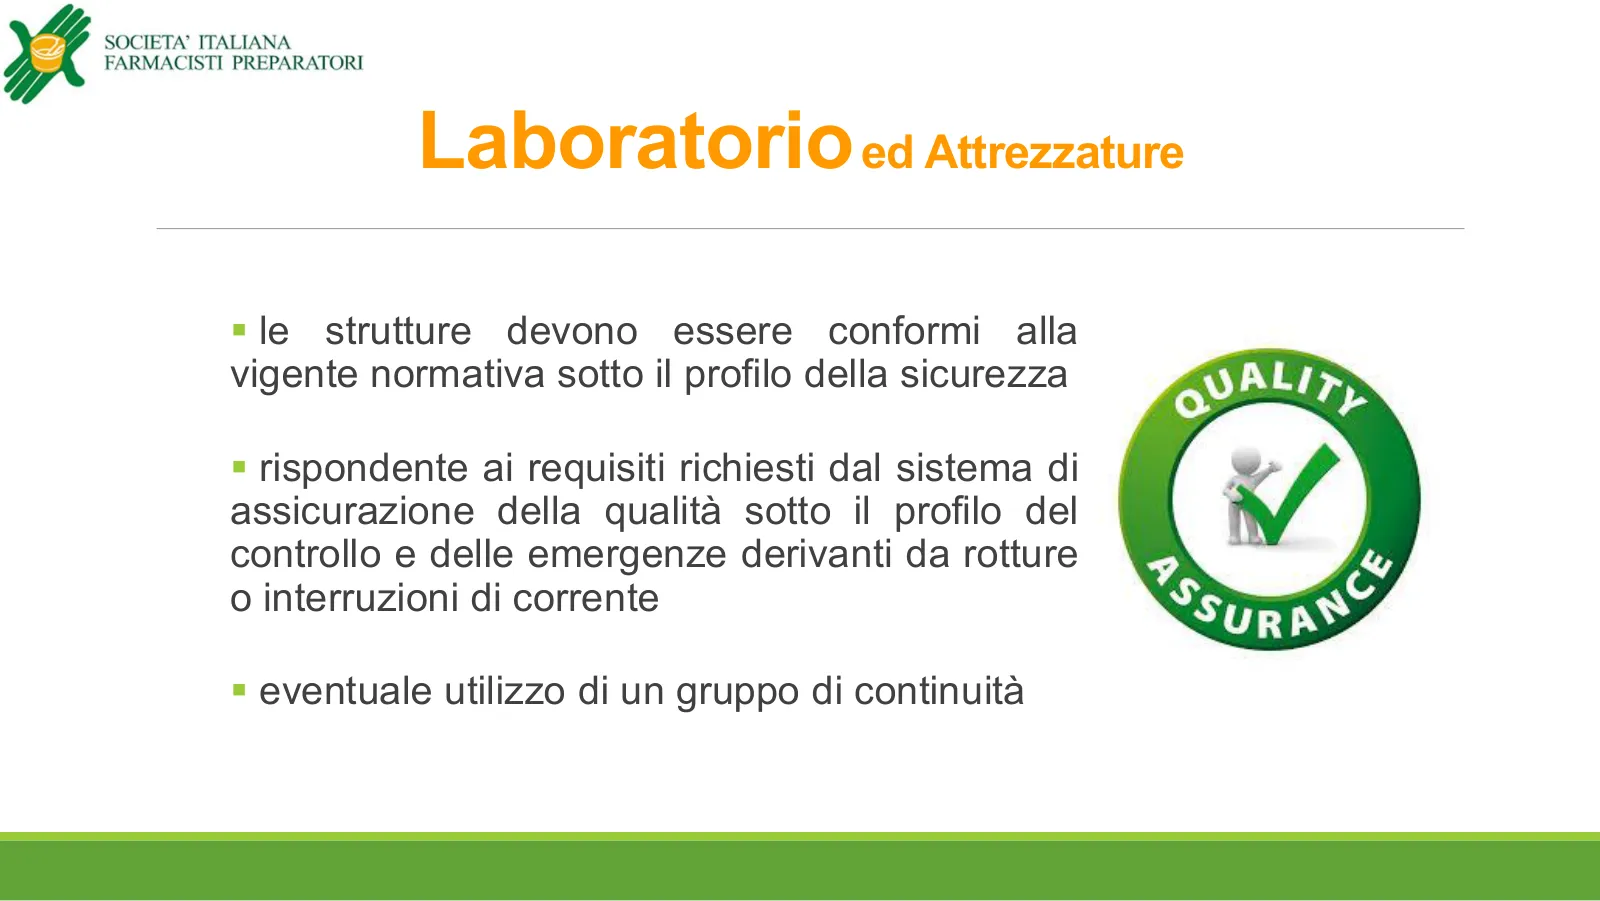 SOCIETA' ITALIANA
FARMACISTI PREPARATORI
Laboratorio ed Attrezzature
▪ le strutture devono essere conformi alla
vigente normativa sotto il profilo della sicurezza
▪ rispondente ai requisiti richiesti dal sistema di
assicurazione della qualità sotto il profilo del
controllo e delle emergenze derivanti da rotture
o interruzioni di corrente
▪ eventuale utilizzo di un gruppo di continuità
QUALITY
ASSURANCE